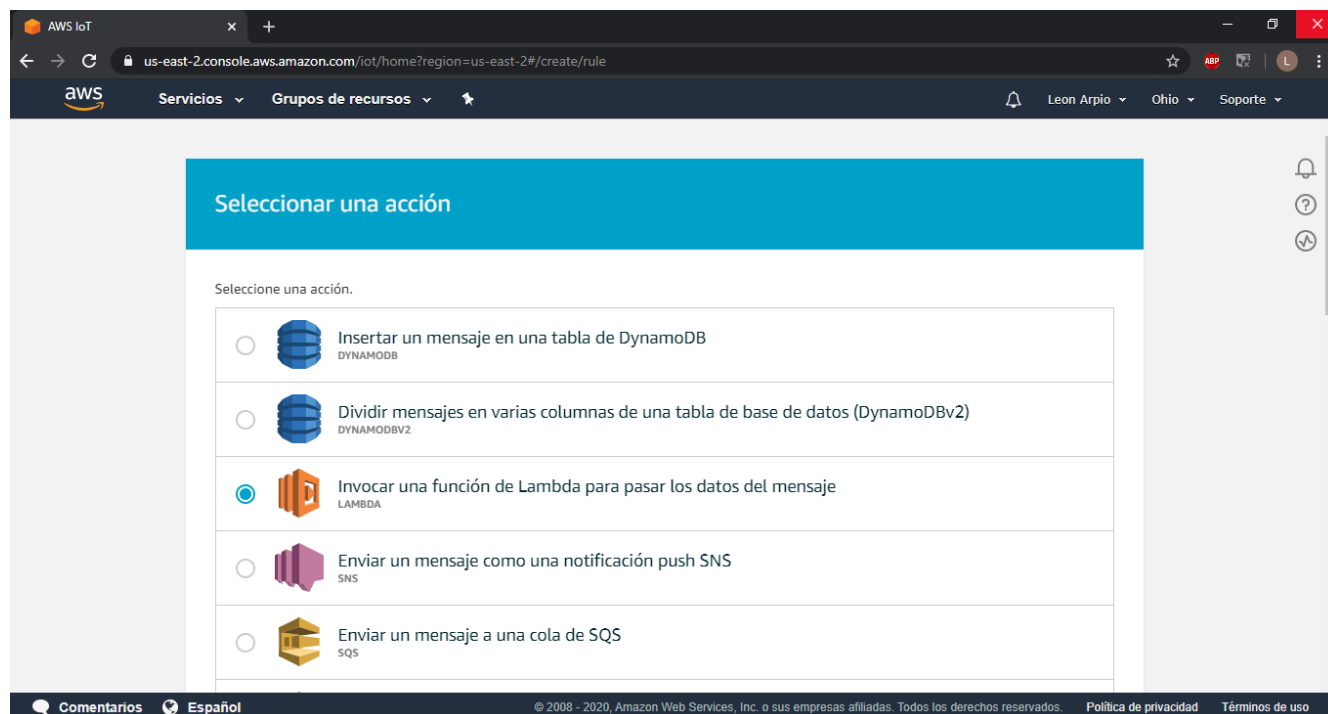 AWS IoT
us-east-2.console.aws.amazon.com/iot/home?region=us-east-2#/create/rule
ABP
L
aws Servicios Grupos de recursos Leon Arpio Ohio Soporte
Seleccionar una acción
Seleccione una acción.
Insertar un mensaje en una tabla de DynamoDB
DYNAMODB
Dividir mensajes en varias columnas de una tabla de base de datos (DynamoDBv2)
DYNAMODBV2
Invocar una función de Lambda para pasar los datos del mensaje
LAMBDA
Enviar un mensaje como una notificación push SNS
SNS
Enviar un mensaje a una cola de SQS
SQS
Comentarios Español © 2008 - 2020, Amazon Web Services, Inc. o sus empresas afiliadas. Todos los derechos reservados. Política de privacidad Términos de uso